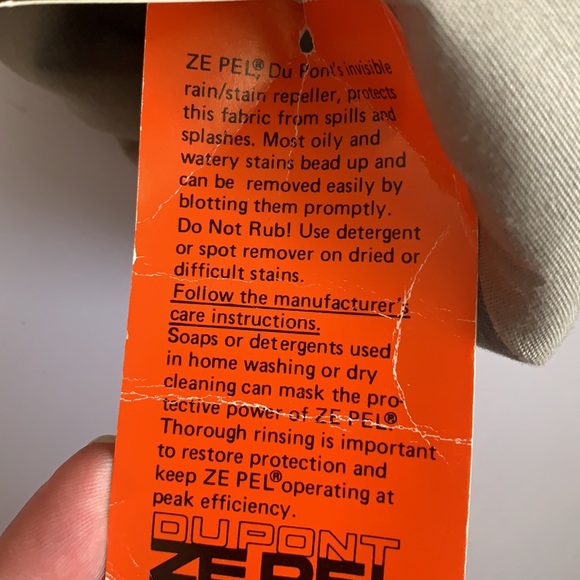 ZE PEL®, Du Pont's invisible
rain/stain repeller, protects
this fabric from spills and
splashes. Most oily and
watery stains bead up and
can be removed easily by
blotting them promptly.
Do Not Rub! Use detergent
or spot remover on dried or
difficult stains.
Follow the manufacturer's
care instructions.
Soaps or detergents used
in home washing or dry
cleaning can mask the pro-
tective power of ZE PEL®.
Thorough rinsing is important
to restore protection and
keep ZE PEL® operating at
peak efficiency.
DUPONT
ZE PEL